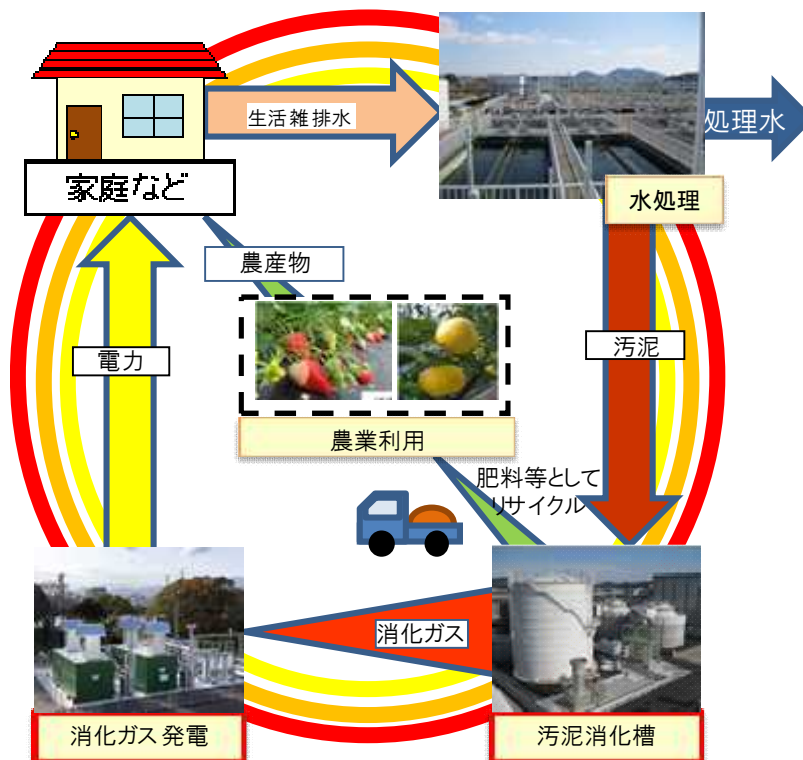 生活雑排水
処理水
家庭など
水処理
農産物
電力
汚泥
農業利用
肥料等として
リサイクル
消化ガス
消化ガス発電
汚泥消化槽